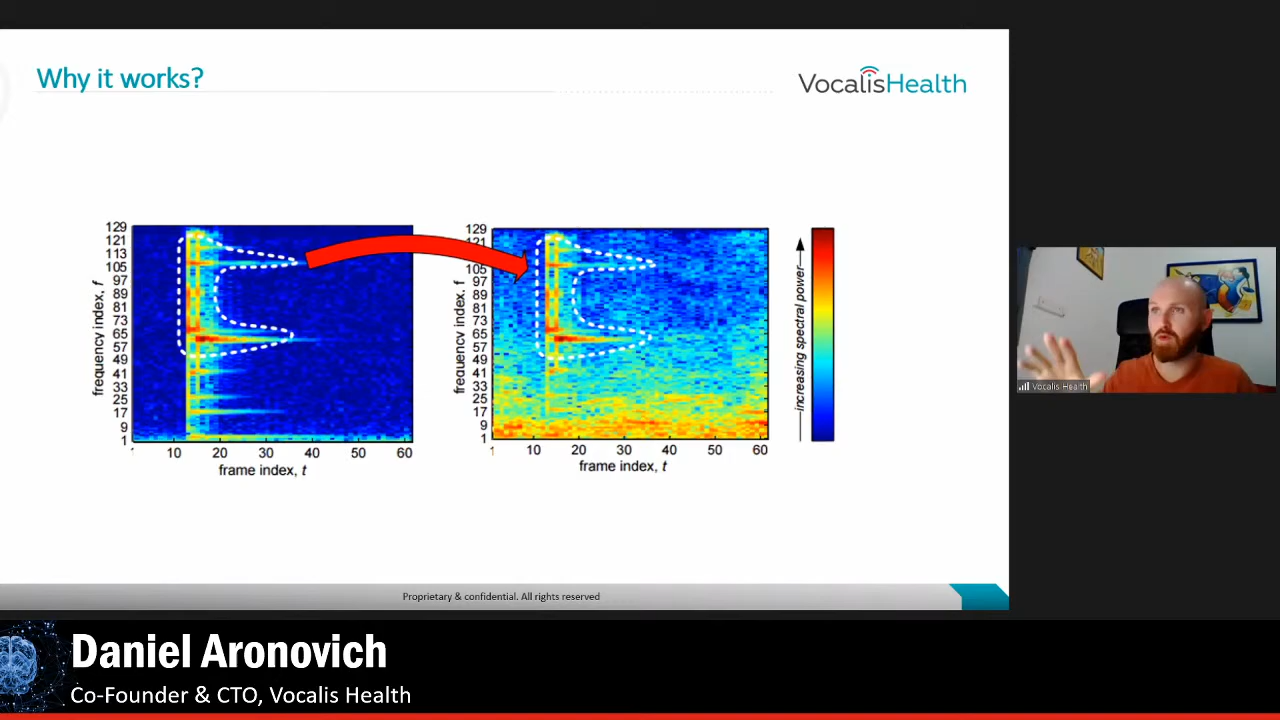 Why it works?
VocalisHealth
129
121
113
105
97
89
81
73
65
57
49
41
33
25
17
9
1
frequency index, f
10 20 30 40 50 60
frame index, t
129
121
113
105
97
89
81
73
65
57
49
41
33
25
17
9
1
frequency index, f
1 10 20 30 40 50 60
frame index, t
increasing spectral power
Vocalis Health
Proprietary & confidential. All rights reserved
Daniel Aronovich
Co-Founder & CTO, Vocalis Health